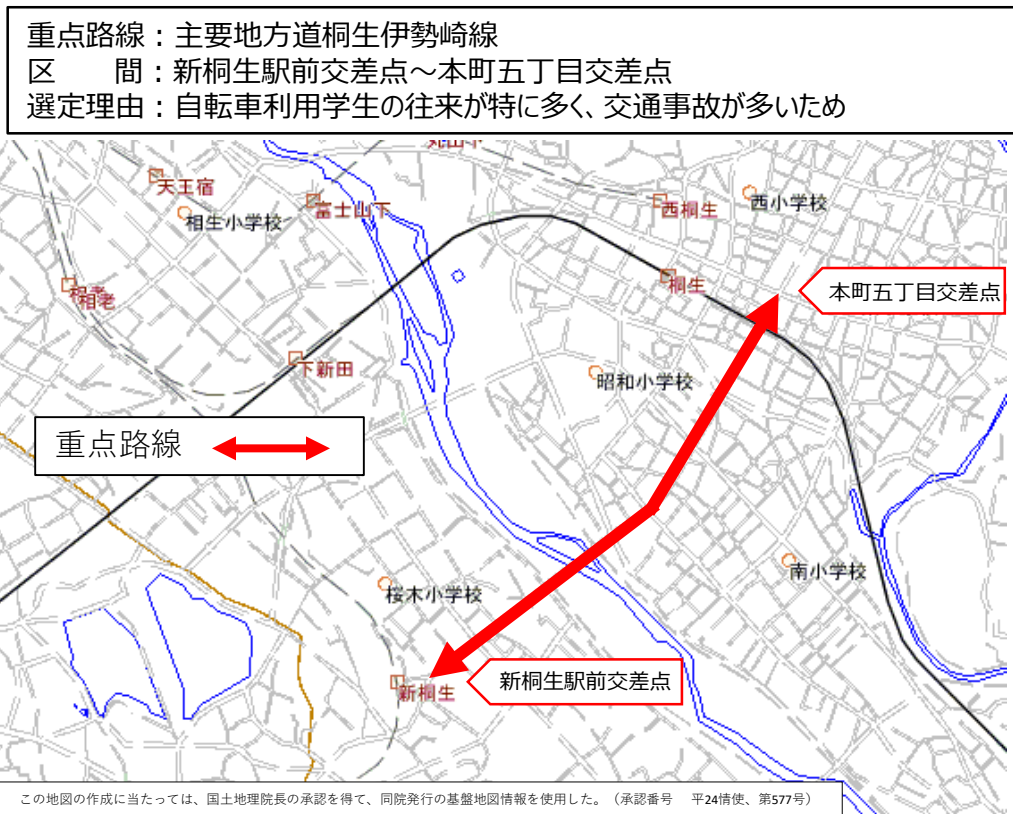 重点路線：主要地方道桐生伊勢崎線
区　　間：新桐生駅前交差点～本町五丁目交差点
選定理由：自転車利用学生の往来が特に多く、交通事故が多いため
丸山下
天王宿
相生小学校
富士山下
西桐生
西小学校
相老
相老
桐生
本町五丁目交差点
下新田
昭和小学校
重点路線
桜木小学校
南小学校
新桐生
新桐生駅前交差点
この地図の作成に当たっては、国土地理院長の承認を得て、同院発行の基盤地図情報を使用した。（承認番号　平24情使、第577号）